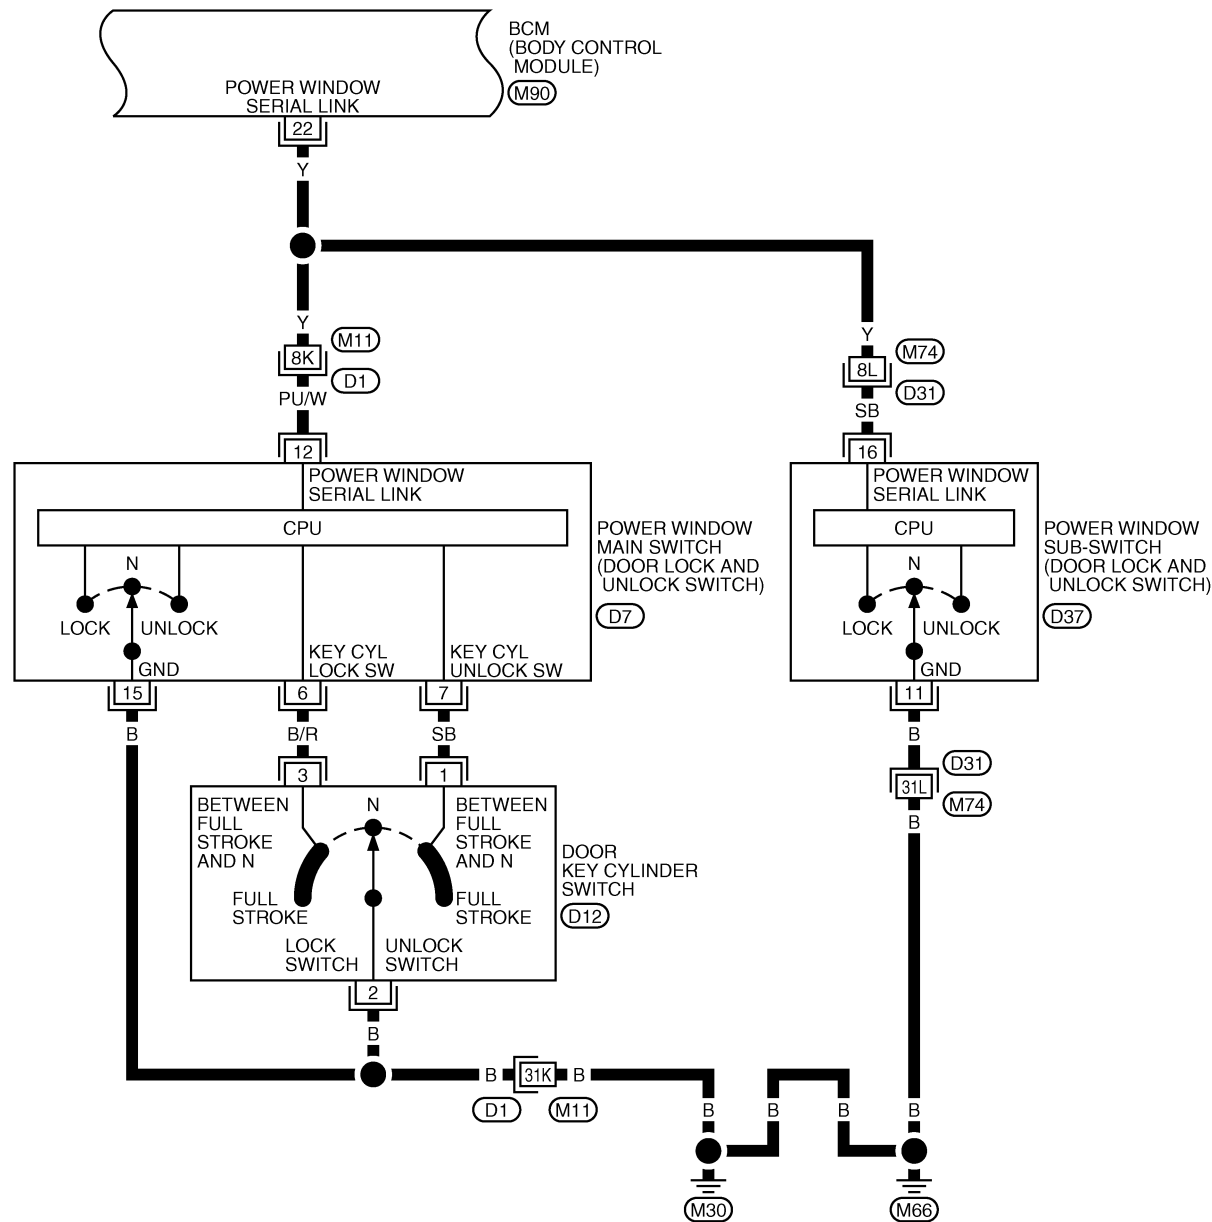 BCM
(BODY CONTROL
MODULE)
M90
POWER WINDOW
SERIAL LINK
22
Y
Y
Y
8K
M11
D1
PU/W
8L
M74
D31
SB
12
16
POWER WINDOW
SERIAL LINK
CPU
N
LOCK
UNLOCK
GND
KEY CYL
LOCK SW
KEY CYL
UNLOCK SW
POWER WINDOW
MAIN SWITCH
(DOOR LOCK AND
UNLOCK SWITCH)
D7
POWER WINDOW
SERIAL LINK
CPU
N
LOCK
UNLOCK
GND
POWER WINDOW
SUB-SWITCH
(DOOR LOCK AND
UNLOCK SWITCH)
D37
15
6
7
11
B
B/R
SB
B
3
1
D31
31L
M74
B
BETWEEN
FULL
STROKE
AND N
N
BETWEEN
FULL
STROKE
AND N
FULL
STROKE
FULL
STROKE
LOCK
SWITCH
UNLOCK
SWITCH
DOOR
KEY CYLINDER
SWITCH
D12
2
B
B
31K
B
D1
M11
B
B
B
B
M30
M66